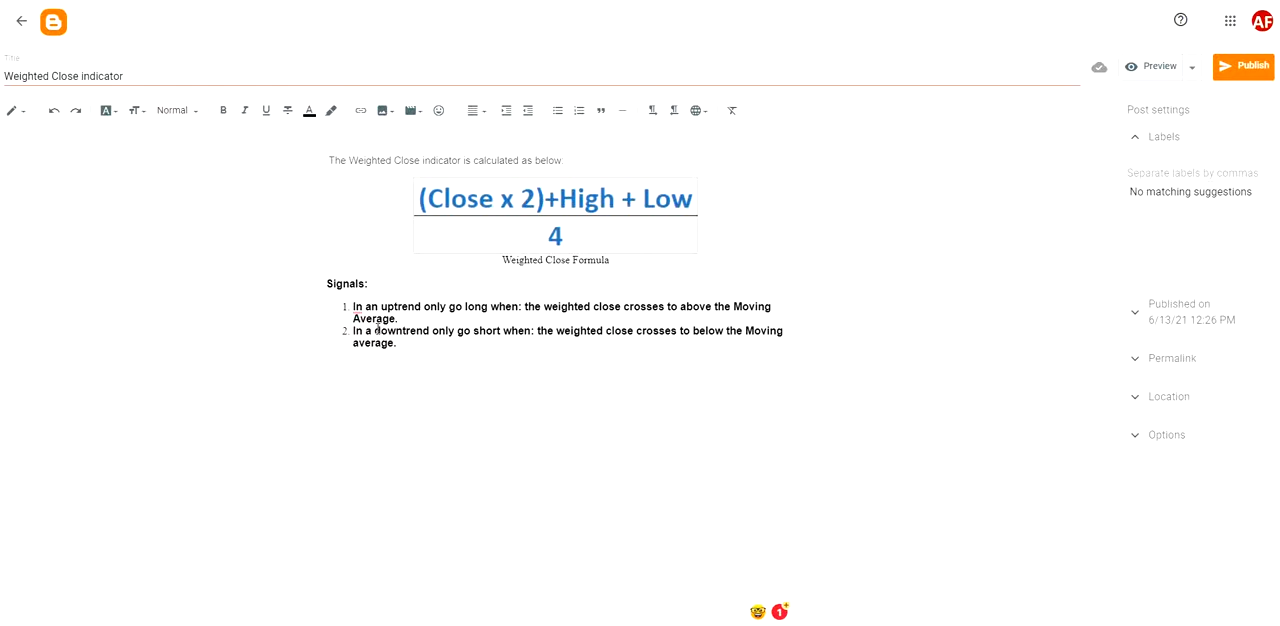 AF
Title
Weighted Close indicator
Preview
Publish
Normal
B I U S A
Post settings
Labels
The Weighted Close indicator is calculated as below:
Separate labels by commas
No matching suggestions
(Close x 2)+High + Low
4
Weighted Close Formula
Signals:
1. In an uptrend only go long when: the weighted close crosses to above the Moving
Average.
2. In a downtrend only go short when: the weighted close crosses to below the Moving
average.
Published on
6/13/21 12:26 PM
Permalink
Location
Options
1